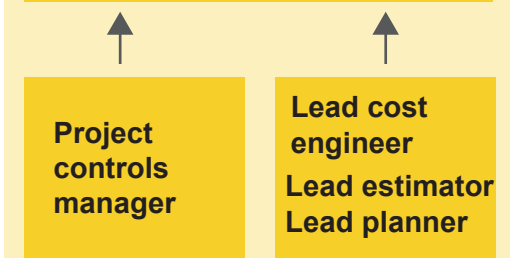 Project
controls
manager
Lead cost
engineer
Lead estimator
Lead planner